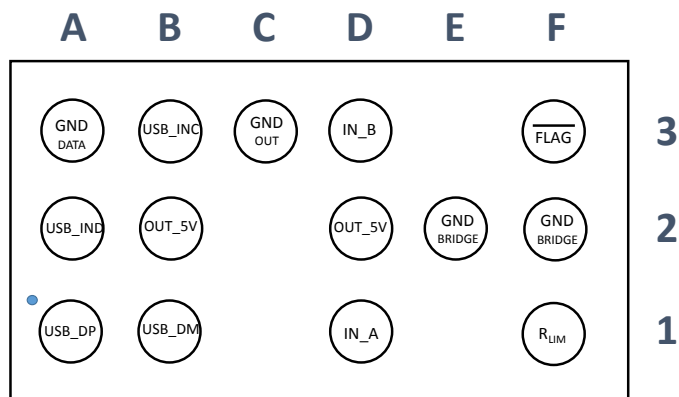 A B C D E F
GND DATA USB_INC GND OUT IN_B FLAG 3
USB_IND OUT_5V OUT_5V GND BRIDGE GND BRIDGE 2
USB_DP USB_DM IN_A RLIM 1